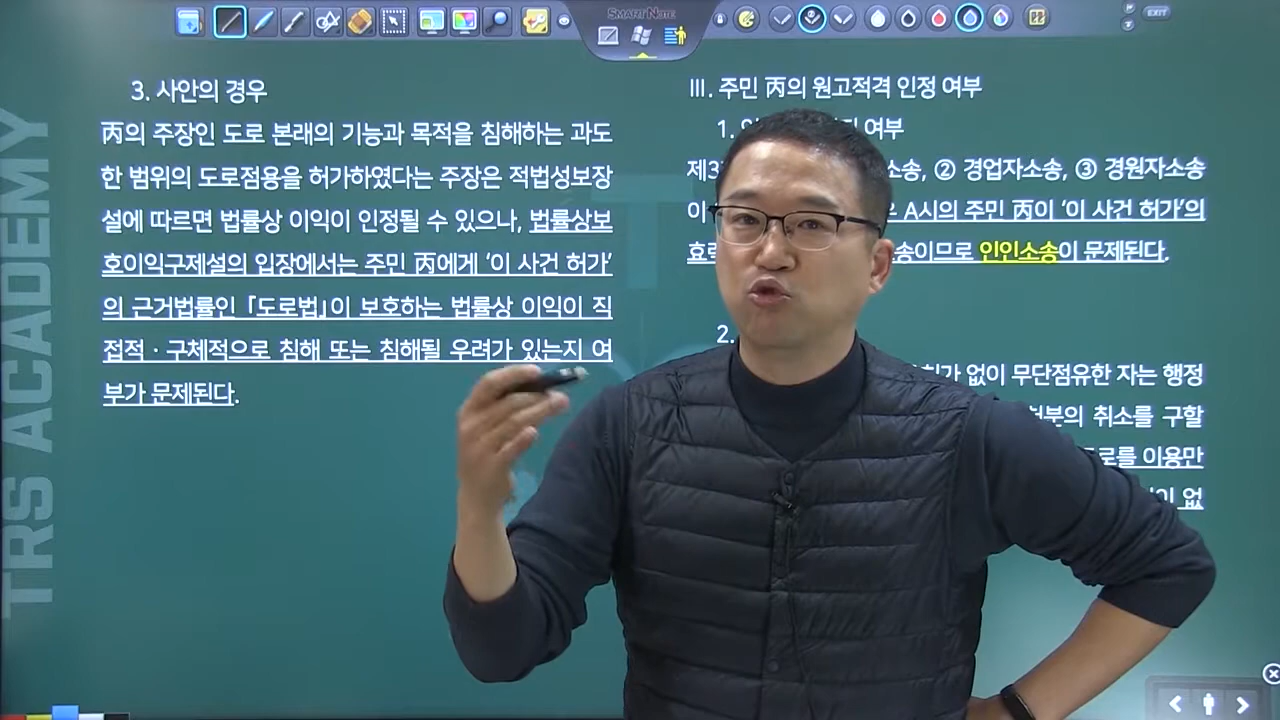 SMARTNOTE
EXIT
TRS ACADEMY
3. 사안의 경우
丙의 주장인 도로 본래의 기능과 목적을 침해하는 과도
한 범위의 도로점용을 허가하였다는 주장은 적법성보장
설에 따르면 법률상 이익이 인정될 수 있으나, 법률상보
호이익구제설의 입장에서는 주민 丙에게 '이 사건 허가'
의 근거법률인 「도로법」이 보호하는 법률상 이익이 직
접적 · 구체적으로 침해 또는 침해될 우려가 있는지 여
부가 문제된다.
Ⅲ. 주민 丙의 원고적격 인정 여부
1. 여부
소송, ② 경업자소송, ③ 경원자소송
이 A시의 주민 丙이 '이 사건 허가'의
송이므로 인인소송이 문제된다.
2.
없이 무단점유한 자는 행정
취소를 구할
이용만
없